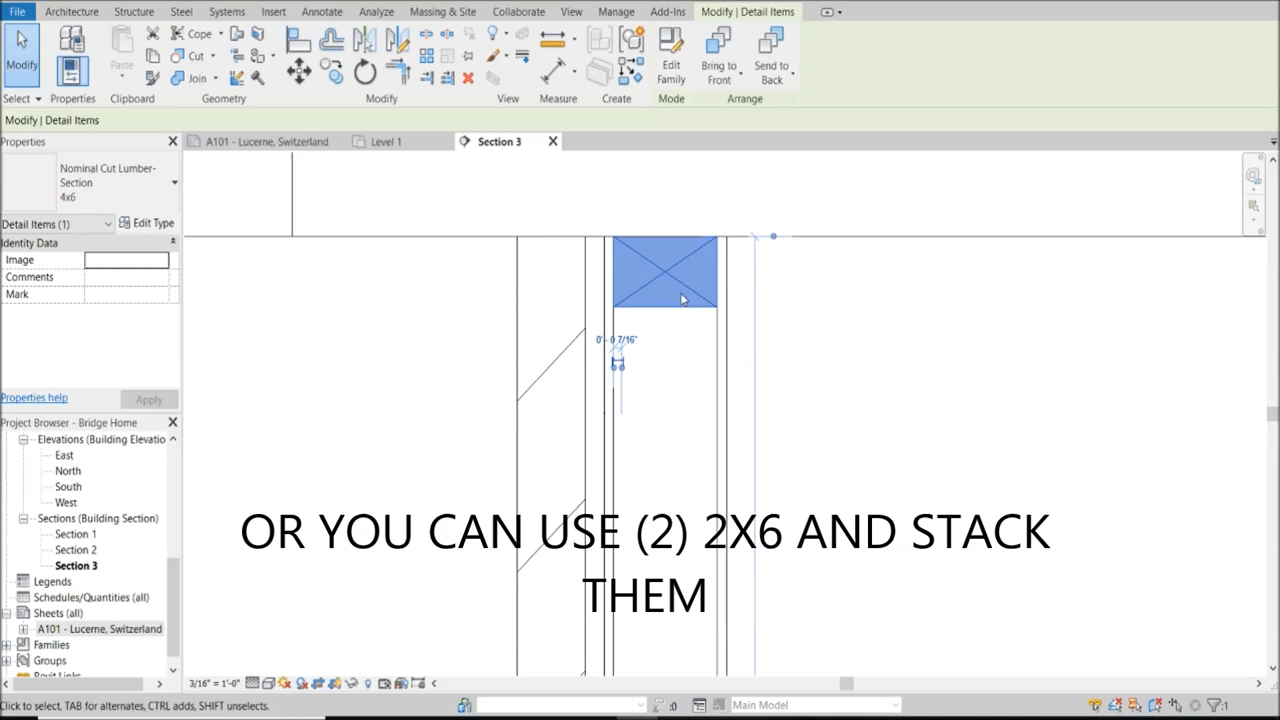 File Architecture Structure Steel Systems Insert Annotate Analyze Massing & Site Collaborate View Manage Add-Ins Modify | Detail Items
Cope
Cut
Join
Modify
Paste
Edit Family
Bring to Front
Send to Back
Select Properties Clipboard Geometry Modify View Measure Create Mode Arrange
Modify | Detail Items
Properties
A101 - Lucerne, Switzerland Level 1 Section 3
Nominal Cut Lumber-
Section
4x6
Detail Items (1) Edit Type
Identity Data
Image
Comments
Mark
0' - 0 7/16"
Properties help Apply
Project Browser - Bridge Home
Elevations (Building Elevatio
East
North
South
West
Sections (Building Section)
Section 1
Section 2
Section 3
Legends
Schedules/Quantities (all)
Sheets (all)
A101 - Lucerne, Switzerland
Families
Groups
Revit Links
OR YOU CAN USE (2) 2X6 AND STACK
THEM
3/16" = 1'-0"
Click to select, TAB for alternates, CTRL adds, SHIFT unselects. :0 Main Model :1